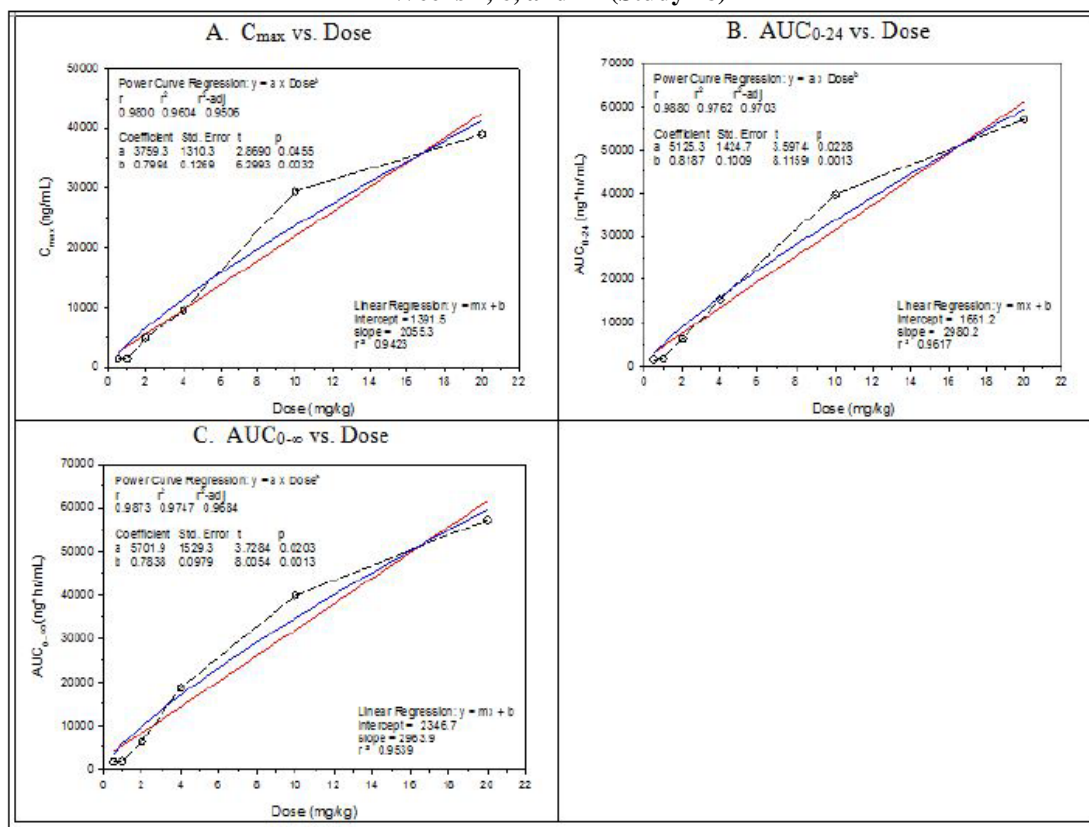 and (Study
A. Cmax vs. Dose
50000
40000
30000
20000
10000
0
Cmax (ng/mL)
Power Curve Regression: y = a x Dose^b
r r² r²-adj
0.9800 0.9604 0.9506
Coefficient Std. Error t p
a 3759.3 1310.3 2.8690 0.0455
b 0.7994 0.1269 6.2993 0.0032
Linear Regression: y = mx + b
Intercept = 1391.5
slope = 2055.3
r² 0.9423
0 2 4 6 8 10 12 14 16 18 20 22
Dose (mg/kg)
B. AUC0-24 vs. Dose
70000
60000
50000
40000
30000
20000
10000
0
AUC0-24 (ng*hr/mL)
Power Curve Regression: y = a x Dose^b
r r² r²-adj
0.9880 0.9762 0.9703
Coefficient Std. Error t p
a 5125.3 1424.7 3.5974 0.0228
b 0.8187 0.1009 8.1159 0.0013
Linear Regression: y = mx + b
Intercept = 1661.2
slope = 2980.2
r² 0.9617
0 2 4 6 8 10 12 14 16 18 20 22
Dose (mg/kg)
C. AUC0-∞ vs. Dose
70000
60000
50000
40000
30000
20000
10000
0
AUC0-∞ (ng*hr/mL)
Power Curve Regression: y = a x Dose^b
r r² r²-adj
0.9873 0.9747 0.9684
Coefficient Std. Error t p
a 5701.9 1529.3 3.7284 0.0203
b 0.7838 0.0979 8.0054 0.0013
Linear Regression: y = mx + b
Intercept = 2346.7
slope = 2963.9
r² 0.9539
0 2 4 6 8 10 12 14 16 18 20 22
Dose (mg/kg)